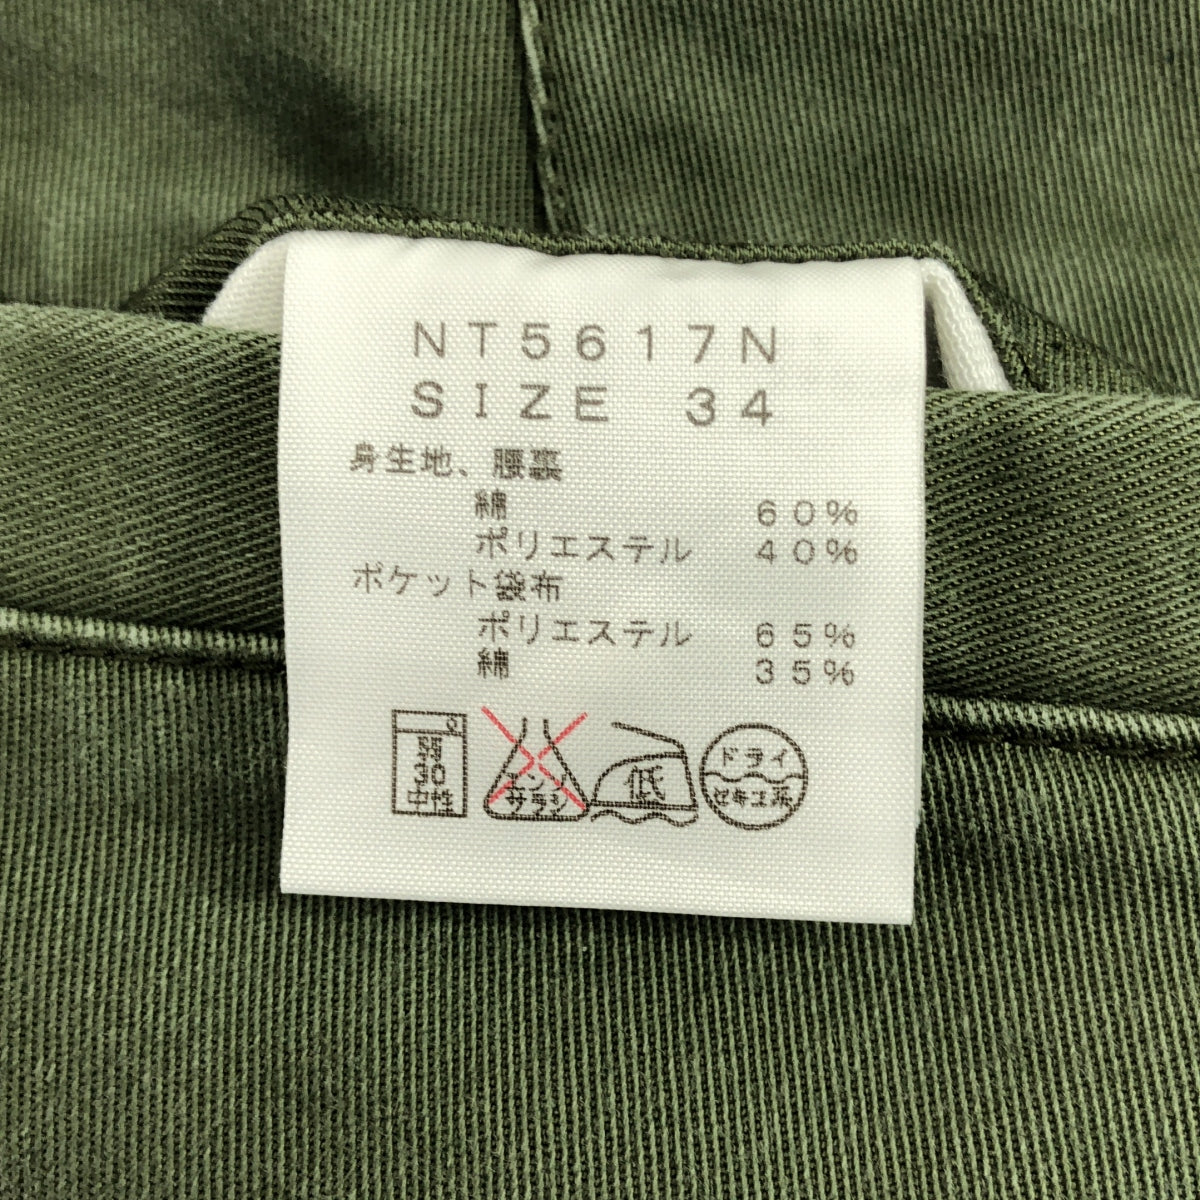 NT5617N
SIZE 34
身生地、腰裏
綿 60%
ポリエステル 40%
ポケット袋布
ポリエステル 65%
綿 35%
弱
30
中性
エンソ
サラシ
低
ドライ
セキユ系